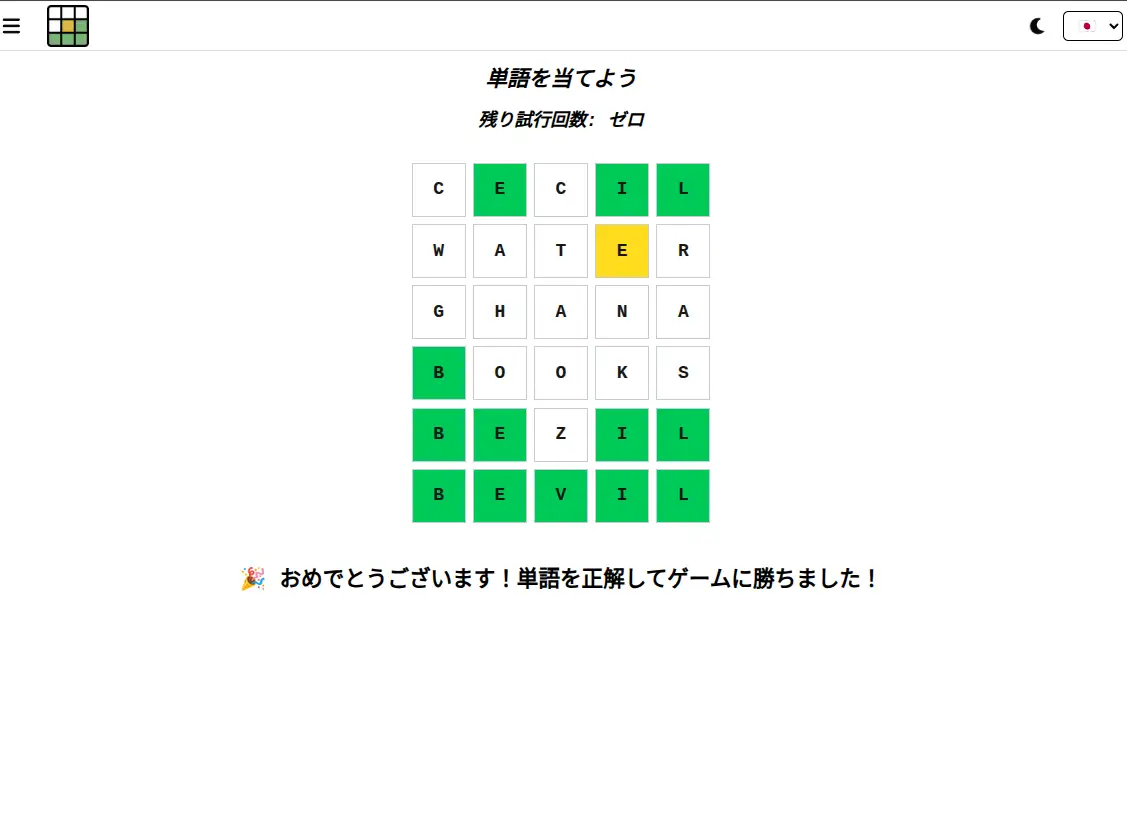 単語を当てよう
残り試行回数: ゼロ
C E C I L
W A T E R
G H A N A
B O O K S
B E Z I L
B E V I L
🎉 おめでとうございます！単語を正解してゲームに勝ちました！